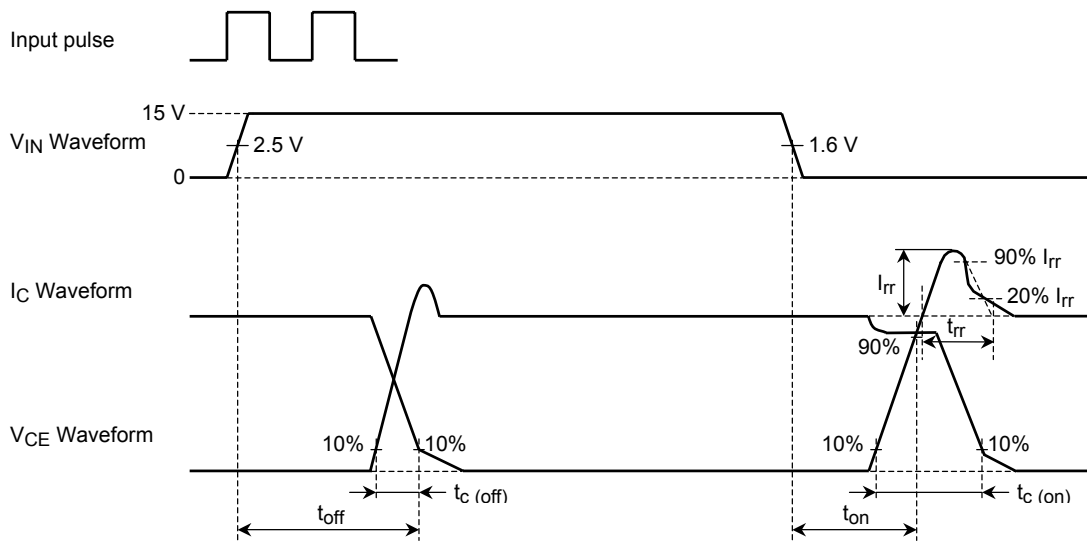 Input pulse
15 V
VIN Waveform
2.5 V
1.6 V
0
IC Waveform
Irr
90% Irr
20% Irr
trr
90%
VCE Waveform
10%
10%
10%
10%
tc (off)
tc (on)
toff
ton